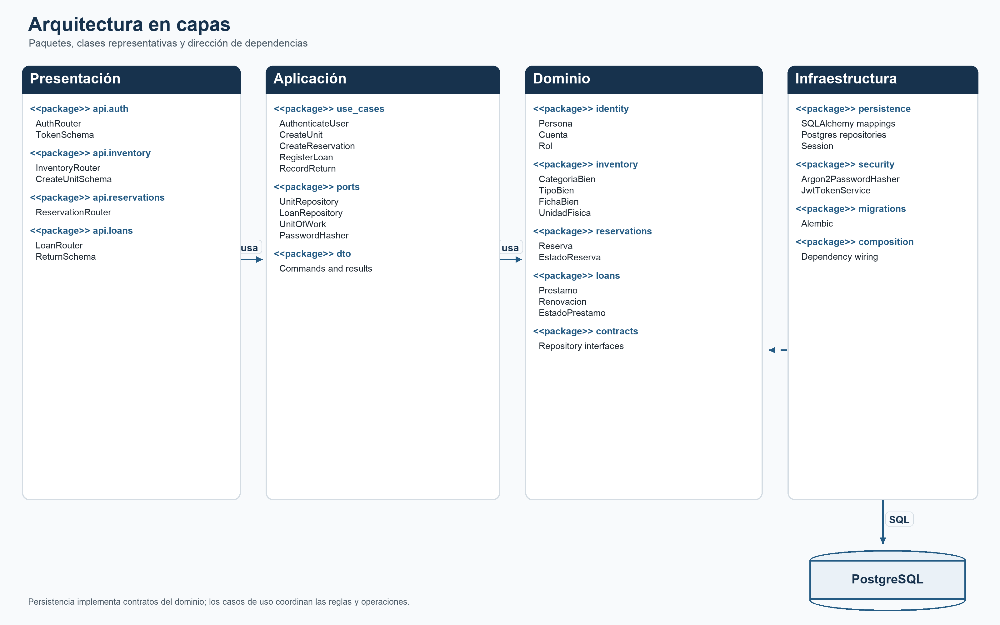 Arquitectura en capas
Paquetes, clases representativas y dirección de dependencias
Presentación
<<package>> api.auth
AuthRouter
TokenSchema
<<package>> api.inventory
InventoryRouter
CreateUnitSchema
<<package>> api.reservations
ReservationRouter
<<package>> api.loans
LoanRouter
ReturnSchema
usa
Aplicación
<<package>> use_cases
AuthenticateUser
CreateUnit
CreateReservation
RegisterLoan
RecordReturn
<<package>> ports
UnitRepository
LoanRepository
UnitOfWork
PasswordHasher
<<package>> dto
Commands and results
usa
Dominio
<<package>> identity
Persona
Cuenta
Rol
<<package>> inventory
CategoriaBien
TipoBien
FichaBien
UnidadFisica
<<package>> reservations
Reserva
EstadoReserva
<<package>> loans
Prestamo
Renovacion
EstadoPrestamo
<<package>> contracts
Repository interfaces
Infraestructura
<<package>> persistence
SQLAlchemy mappings
Postgres repositories
Session
<<package>> security
Argon2PasswordHasher
JwtTokenService
<<package>> migrations
Alembic
<<package>> composition
Dependency wiring
SQL
PostgreSQL
Persistencia implementa contratos del dominio; los casos de uso coordinan las reglas y operaciones.